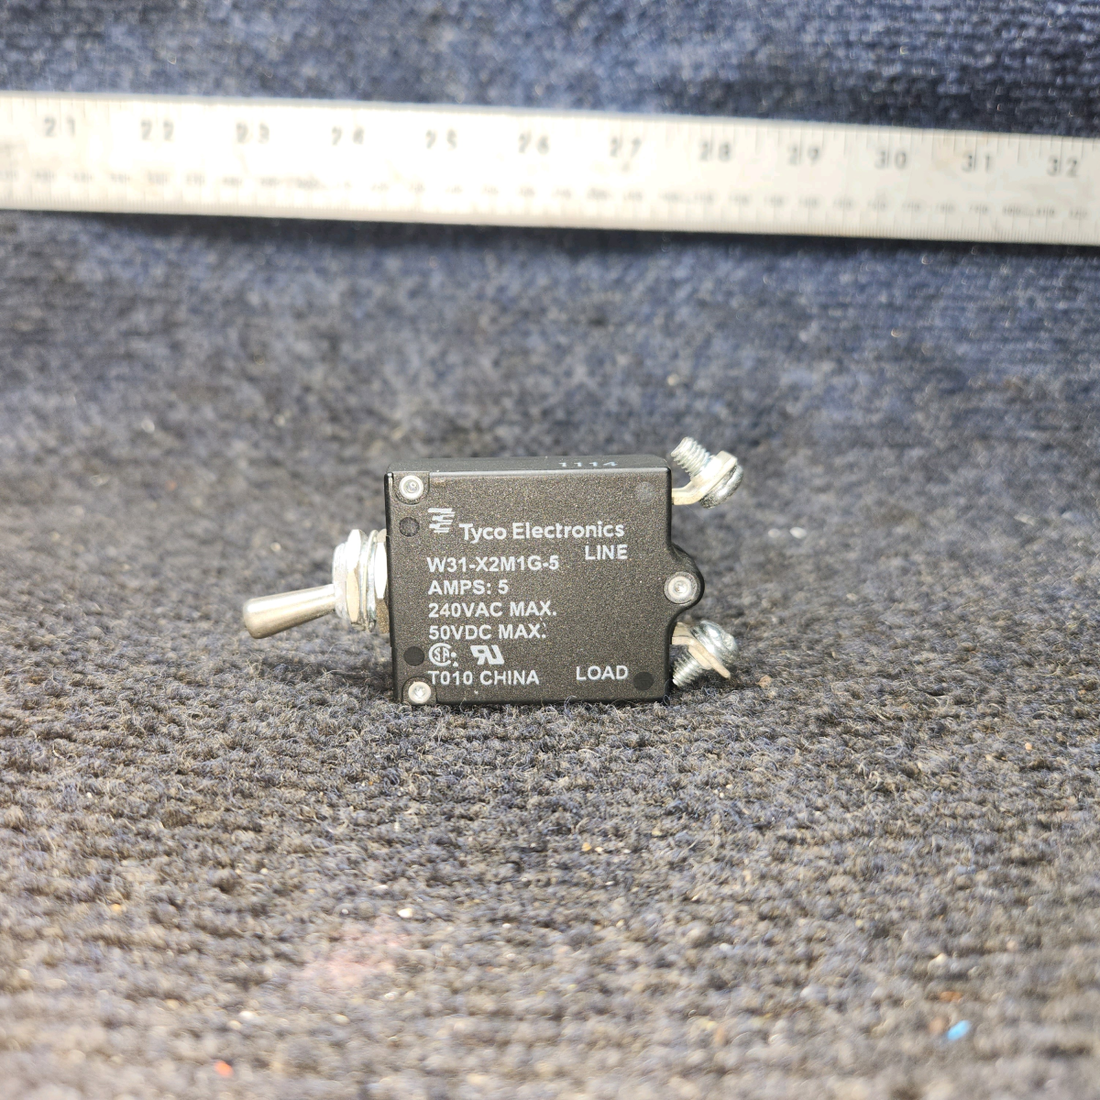 21 22 23 24 25 26 27 28 29 30 31 32
1114
Tyco Electronics
LINE
W31-X2M1G-5
AMPS: 5
240VAC MAX.
50VDC MAX.
T010 CHINA
LOAD